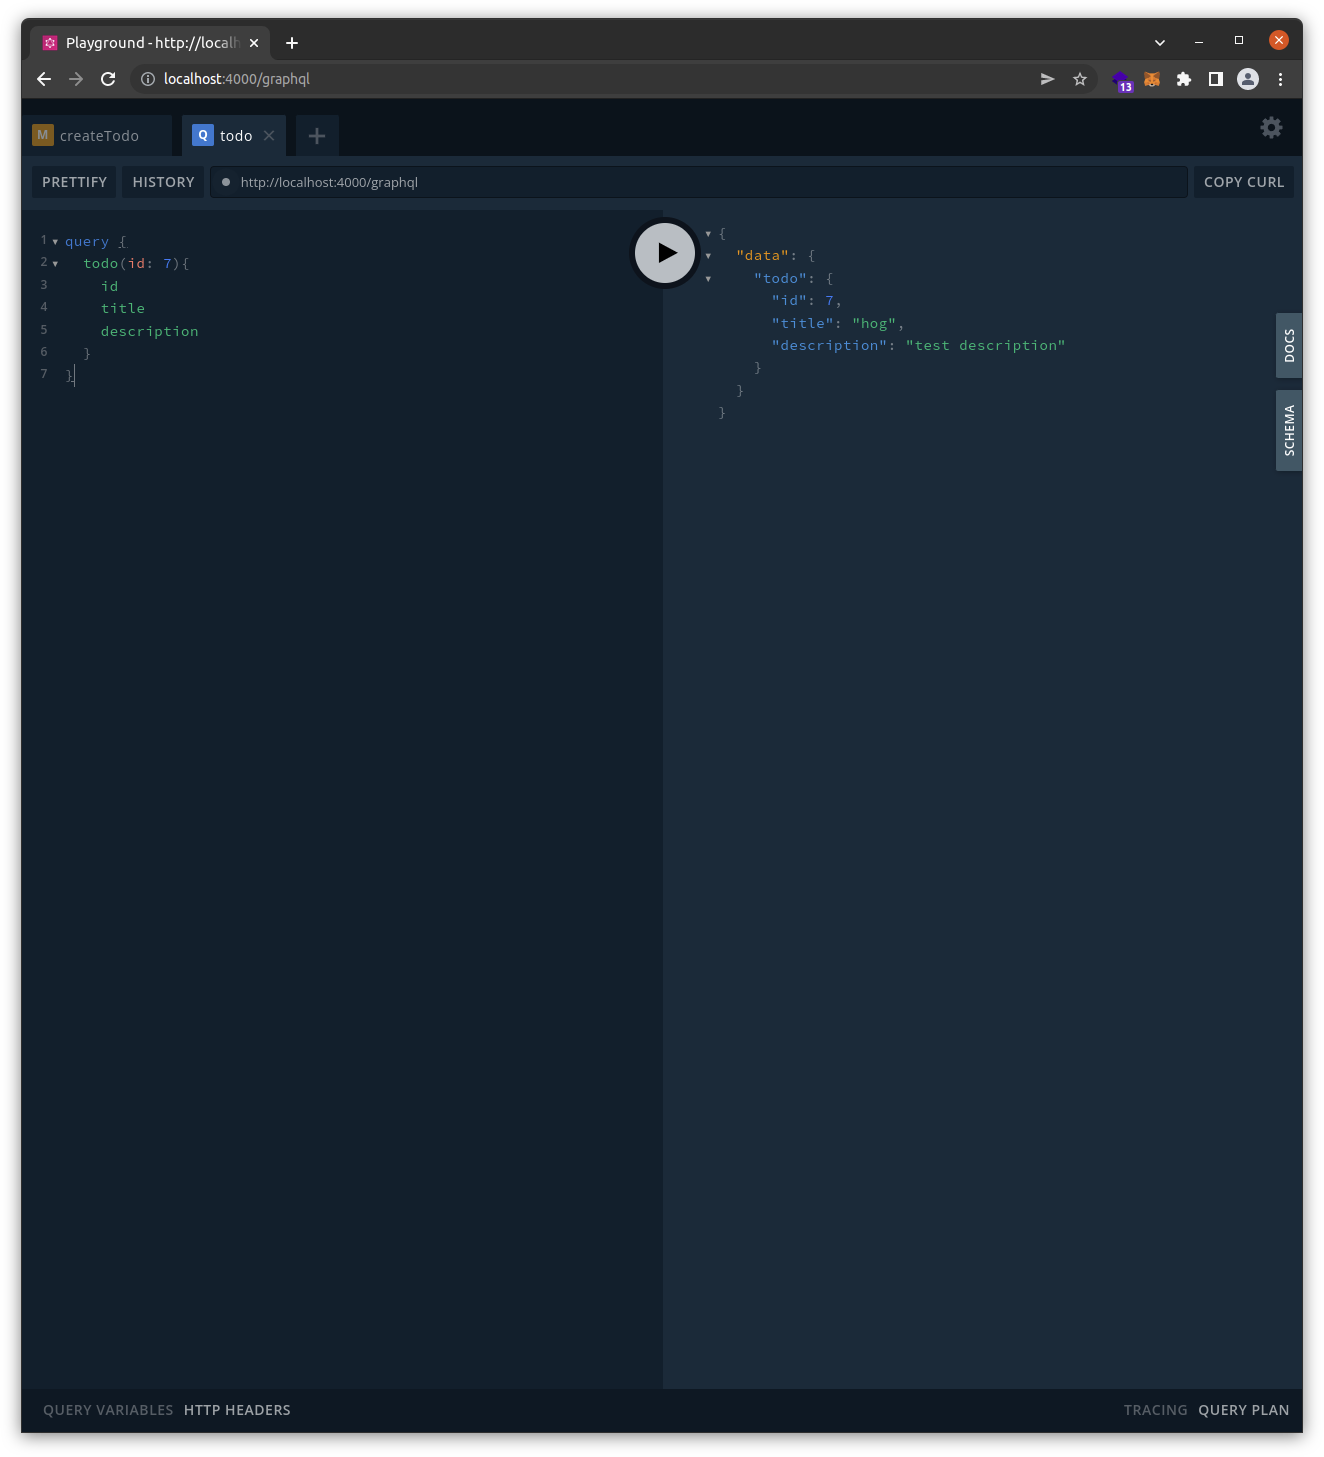 Playground - http://localh
localhost:4000/graphql
13
M createTodo
Q todo
PRETTIFY HISTORY http://localhost:4000/graphql COPY CURL
1 query {
2 todo(id: 7){
3 id
4 title
5 description
6 }
7 }
{
"data": {
"todo": {
"id": 7,
"title": "hog",
"description": "test description"
}
}
}
DOCS
SCHEMA
QUERY VARIABLES HTTP HEADERS TRACING QUERY PLAN